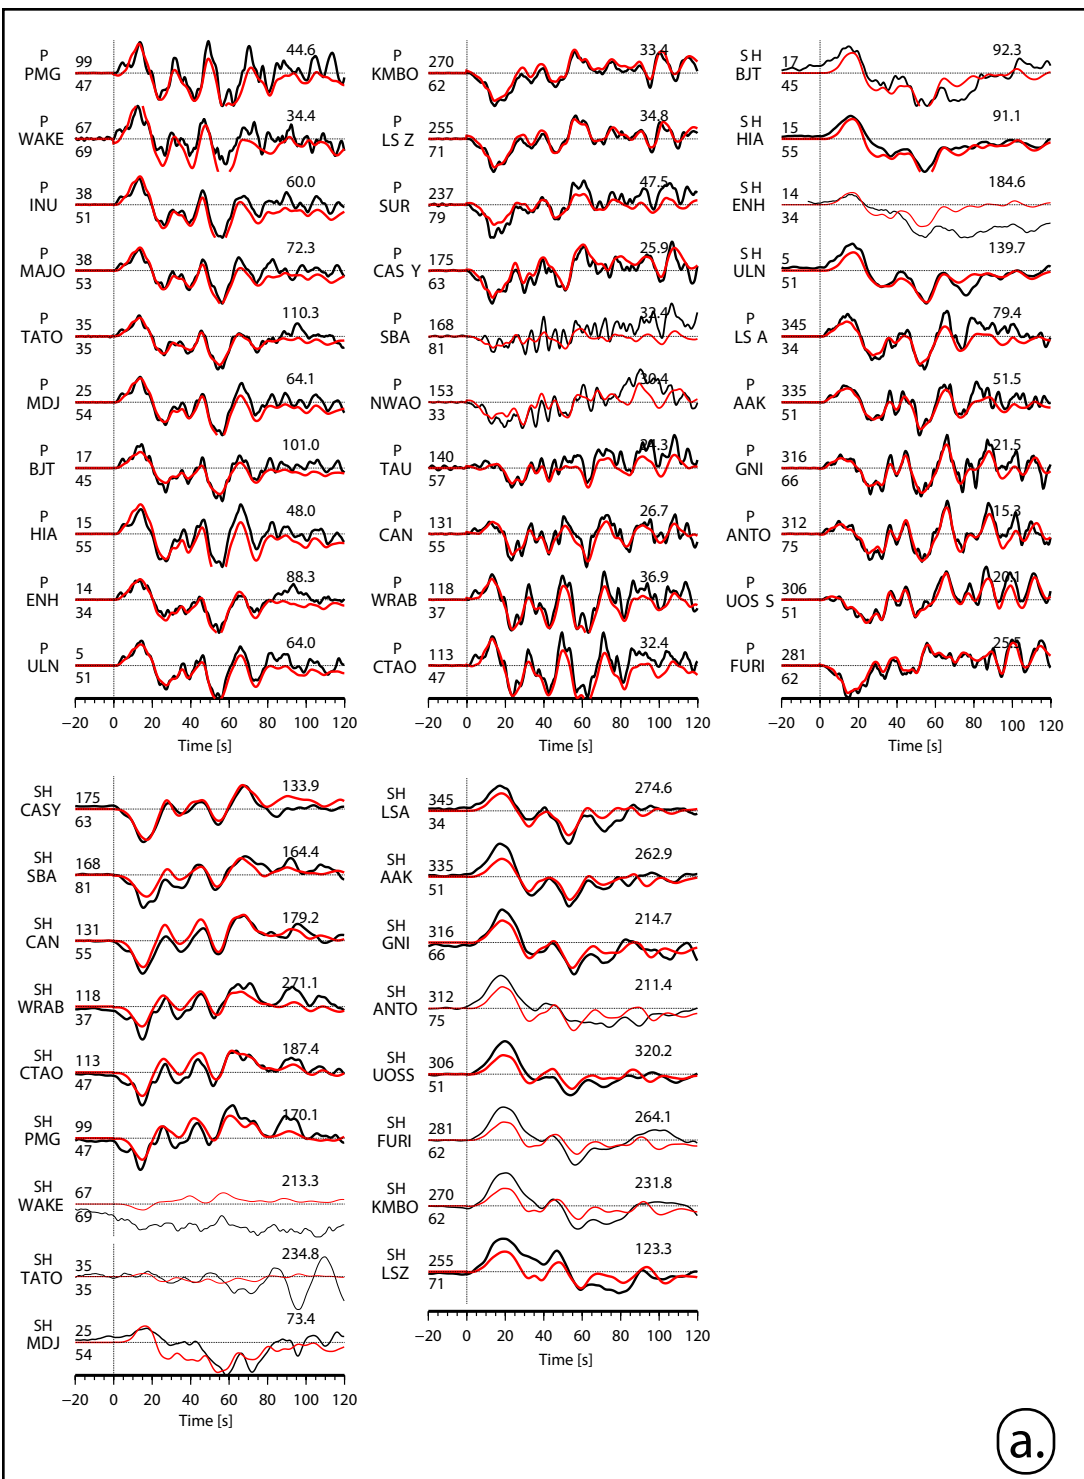 P
PMG
99
47
44.6
P
WAKE
67
69
34.4
P
INU
38
51
60.0
P
MAJO
38
53
72.3
P
TATO
35
35
110.3
P
MDJ
25
54
64.1
P
BJT
17
45
101.0
P
HIA
15
55
48.0
P
ENH
14
34
88.3
P
ULN
5
51
64.0
−20 0 20 40 60 80 100 120
Time [s]
P
KMBO
270
62
33.4
P
LS Z
255
71
34.8
P
SUR
237
79
47.5
P
CAS Y
175
63
25.9
P
SBA
168
81
32.4
P
NWAO
153
33
30.4
P
TAU
140
57
24.3
P
CAN
131
55
26.7
P
WRAB
118
37
36.9
P
CTAO
113
47
32.4
−20 0 20 40 60 80 100 120
Time [s]
S H
BJT
17
45
92.3
S H
HIA
15
55
91.1
S H
ENH
14
34
184.6
S H
ULN
5
51
139.7
P
LS A
345
34
79.4
P
AAK
335
51
51.5
P
GNI
316
66
21.5
P
ANTO
312
75
15.3
P
UOS S
306
51
20.1
P
FURI
281
62
25.5
−20 0 20 40 60 80 100 120
Time [s]
SH
CASY
175
63
133.9
SH
SBA
168
81
164.4
SH
CAN
131
55
179.2
SH
WRAB
118
37
271.1
SH
CTAO
113
47
187.4
SH
PMG
99
47
170.1
SH
WAKE
67
69
213.3
SH
TATO
35
35
234.8
SH
MDJ
25
54
73.4
−20 0 20 40 60 80 100 120
Time [s]
SH
LSA
345
34
274.6
SH
AAK
335
51
262.9
SH
GNI
316
66
214.7
SH
ANTO
312
75
211.4
SH
UOSS
306
51
320.2
SH
FURI
281
62
264.1
SH
KMBO
270
62
231.8
SH
LSZ
255
71
123.3
−20 0 20 40 60 80 100 120
Time [s]
a.